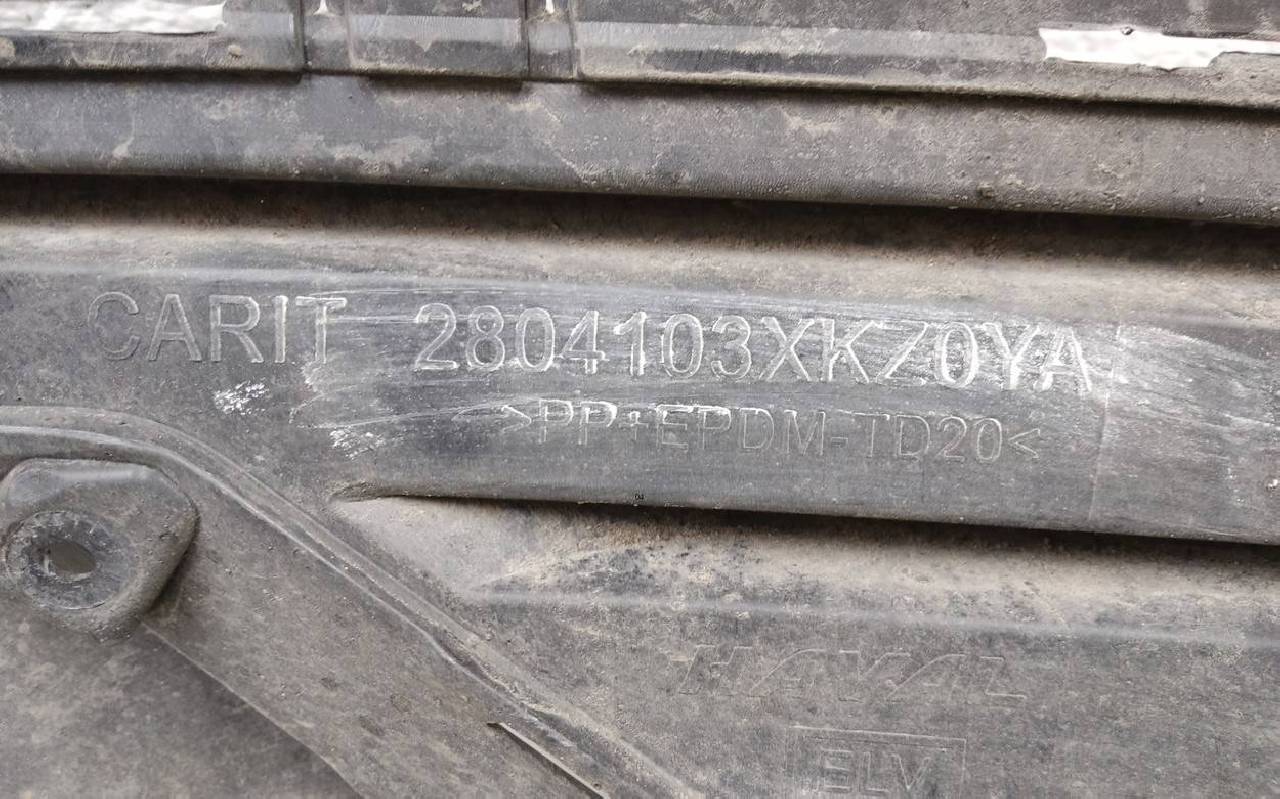 CARIT 2804103XKZ0YA
>PP+EPDM-TD20<
HAVAL
ELV